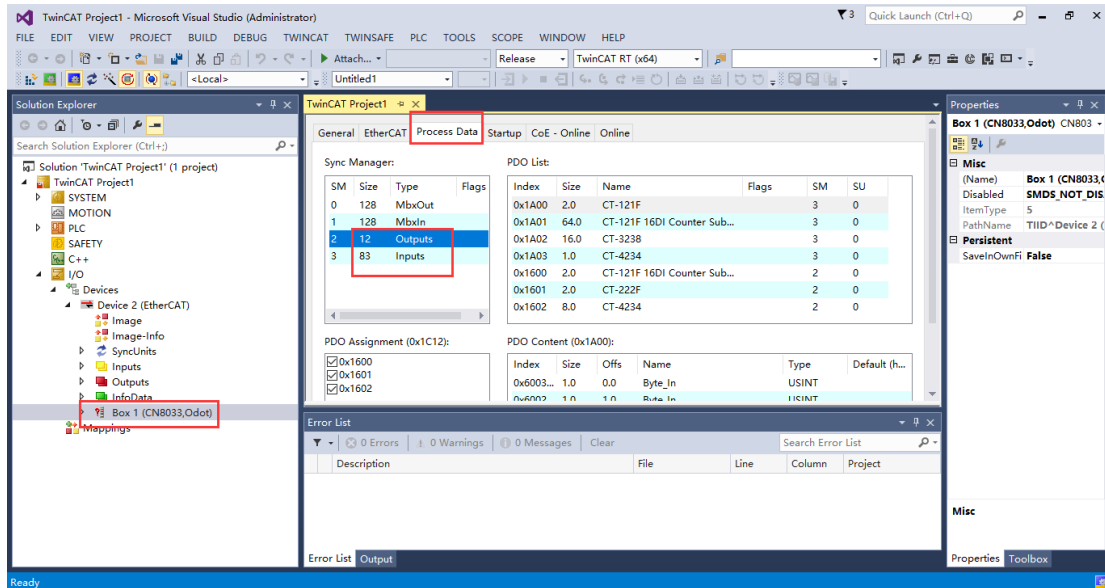 TwinCAT Project1 - Microsoft Visual Studio (Administrator)
3 Quick Launch (Ctrl+Q)
FILE EDIT VIEW PROJECT BUILD DEBUG TWINCAT TWINSAFE PLC TOOLS SCOPE WINDOW HELP
Attach... Release TwinCAT RT (x64)
<Local> Untitled1
Solution Explorer
Search Solution Explorer (Ctrl+;)
Solution 'TwinCAT Project1' (1 project)
TwinCAT Project1
SYSTEM
MOTION
PLC
SAFETY
C++
I/O
Devices
Device 2 (EtherCAT)
Image
Image-Info
SyncUnits
Inputs
Outputs
InfoData
Box 1 (CN8033,Odot)
Mappings
TwinCAT Project1
General EtherCAT Process Data Startup CoE - Online Online
Sync Manager:
SM Size Type Flags
0 128 MbxOut
1 128 MbxIn
2 12 Outputs
3 83 Inputs
PDO List:
Index Size Name Flags SM SU
0x1A00 2.0 CT-121F 3 0
0x1A01 64.0 CT-121F 16DI Counter Sub... 3 0
0x1A02 16.0 CT-3238 3 0
0x1A03 1.0 CT-4234 3 0
0x1600 2.0 CT-121F 16DI Counter Sub... 2 0
0x1601 2.0 CT-222F 2 0
0x1602 8.0 CT-4234 2 0
PDO Assignment (0x1C12):
0x1600
0x1601
0x1602
PDO Content (0x1A00):
Index Size Offs Name Type Default (h...
0x6003... 1.0 0.0 Byte_In USINT
0x6002 1.0 1.0 Byte_In USINT
Error List
0 Errors 0 Warnings 0 Messages Clear Search Error List
Description File Line Column Project
Error List Output
Properties
Box 1 (CN8033,Odot) CN803
Misc
(Name) Box 1 (CN8033,
Disabled SMDS_NOT_DIS
ItemType 5
PathName TIID^Device 2 (
Persistent
SaveInOwnFi False
Misc
Properties Toolbox
Ready